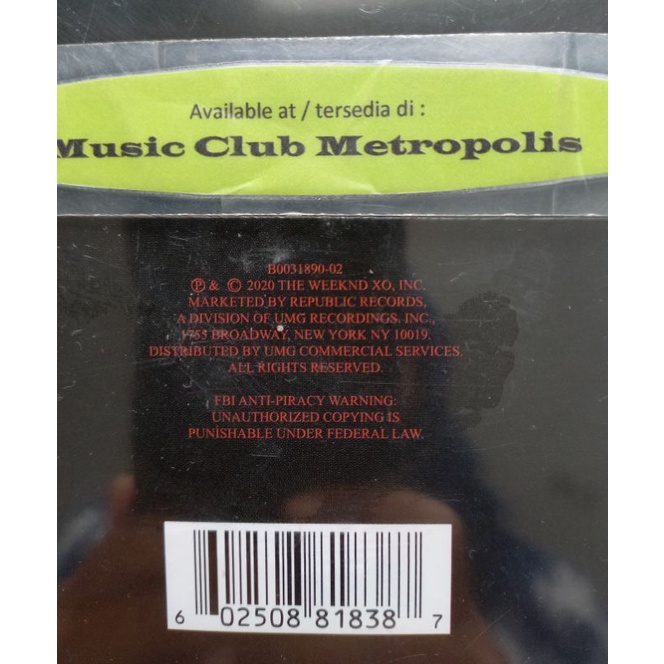 Available at / tersedia di :
Music Club Metropolis
B0031890-02
℗ & © 2020 THE WEEKND XO, INC.
MARKETED BY REPUBLIC RECORDS,
A DIVISION OF UMG RECORDINGS, INC.,
1755 BROADWAY, NEW YORK NY 10019.
DISTRIBUTED BY UMG COMMERCIAL SERVICES.
ALL RIGHTS RESERVED.
FBI ANTI-PIRACY WARNING:
UNAUTHORIZED COPYING IS
PUNISHABLE UNDER FEDERAL LAW.
6 02508 81838 7